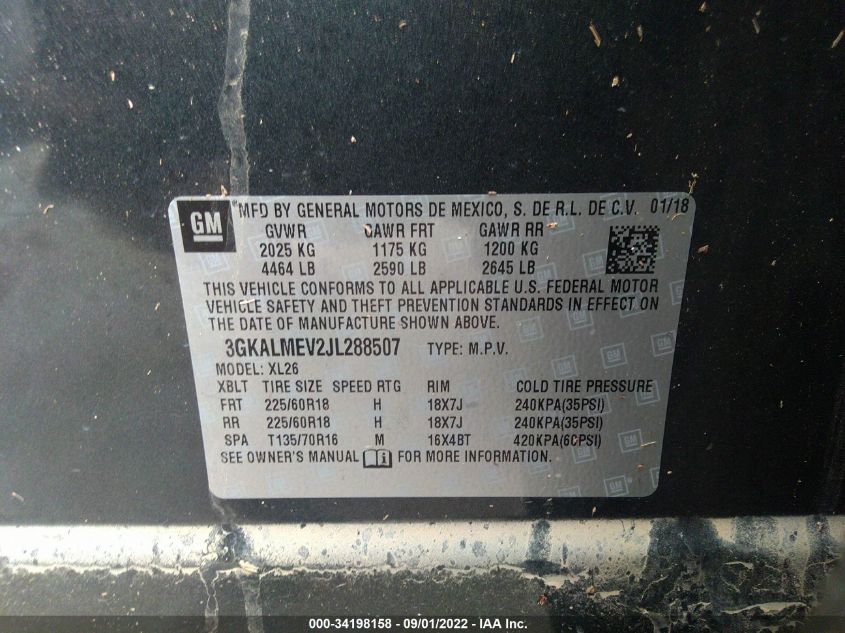 GM MFD BY GENERAL MOTORS DE MEXICO, S. DE R.L. DE C.V. 01/18
GVWR GAWR FRT GAWR RR
2025 KG 1175 KG 1200 KG
4464 LB 2590 LB 2645 LB
THIS VEHICLE CONFORMS TO ALL APPLICABLE U.S. FEDERAL MOTOR
VEHICLE SAFETY AND THEFT PREVENTION STANDARDS IN EFFECT ON
THE DATE OF MANUFACTURE SHOWN ABOVE.
3GKALMEV2JL288507 TYPE: M.P.V.
MODEL: XL26
XBLT TIRE SIZE SPEED RTG RIM COLD TIRE PRESSURE
FRT 225/60R18 H 18X7J 240KPA(35PSI)
RR 225/60R18 H 18X7J 240KPA(35PSI)
SPA T135/70R16 M 16X4BT 420KPA(60PSI)
SEE OWNER'S MANUAL FOR MORE INFORMATION.
000-34198158 - 09/01/2022 - IAA Inc.